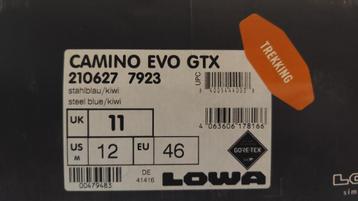 CAMINO EVO GTX
210627 7923
stahlblau/kiwi
steel blue/kiwi
UPC
UK 11
US M 12 EU 46
4 063606 178166
GORE-TEX
00479483
DE 41416
LOWA
TREKKING